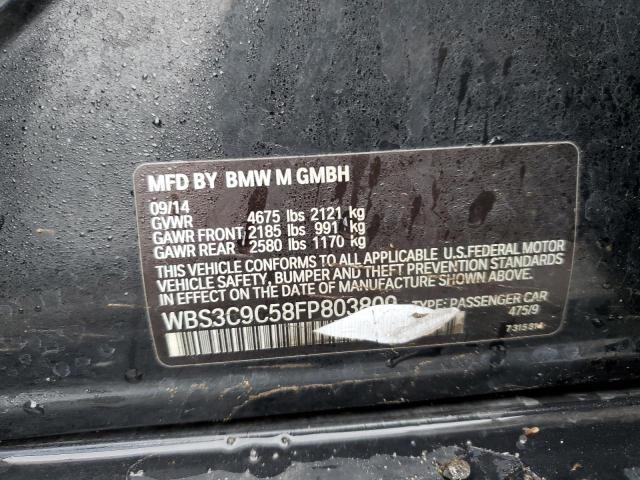 MFD BY BMW M GMBH
09/14
GVWR 4675 lbs 2121 kg
GAWR FRONT 2185 lbs 991 kg
GAWR REAR 2580 lbs 1170 kg
THIS VEHICLE CONFORMS TO ALL APPLICABLE U.S.FEDERAL MOTOR
VEHICLE SAFETY, BUMPER AND THEFT PREVENTION STANDARDS
IN EFFECT ON THE DATE OF MANUFACTURE SHOWN ABOVE.
TYPE: PASSENGER CAR
475/9